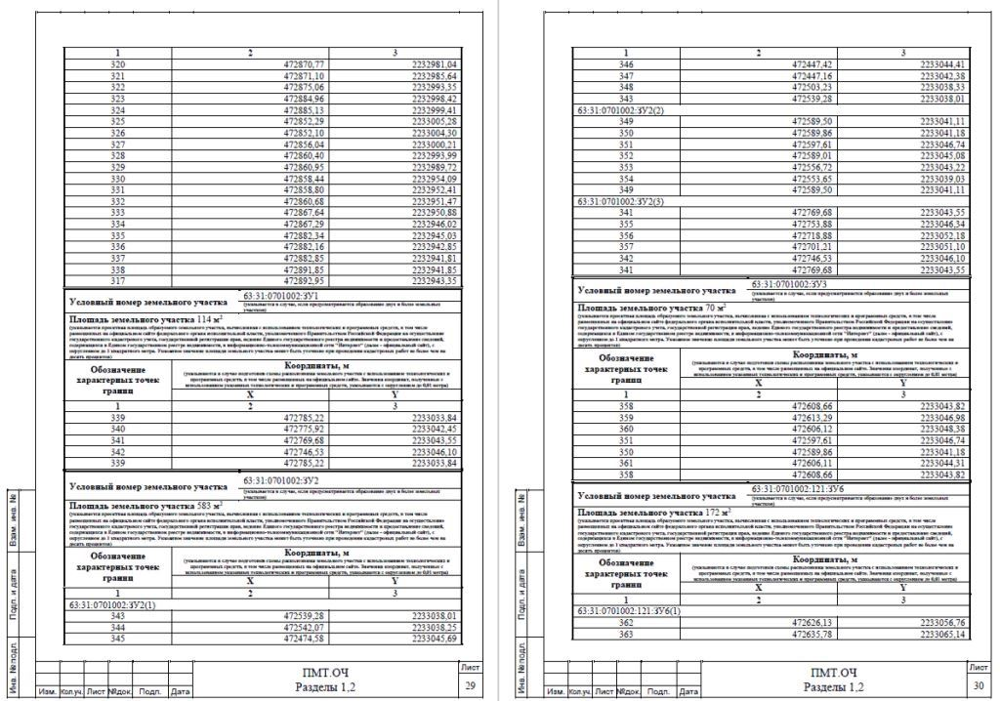 1 2 3
320 472870,77 2232981,04
321 472871,10 2232985,64
322 472875,06 2232993,35
323 472884,96 2232998,42
324 472885,13 2232999,41
325 472852,29 2233005,28
326 472852,10 2233004,30
327 472856,04 2233000,21
328 472860,40 2232993,99
329 472860,95 2232989,72
330 472858,44 2232954,09
331 472858,80 2232952,41
332 472860,68 2232951,47
333 472867,64 2232950,88
334 472867,29 2232946,02
335 472882,34 2232945,03
336 472882,16 2232942,85
337 472882,85 2232941,81
338 472891,85 2232941,85
317 472892,95 2232943,35
Условный номер земельного участка 63:31:0701002:ЗУ1
(указывается в случае, если предусматривается образование двух и более земельных
участков)
Площадь земельного участка 114 м²
(указывается проектная площадь образуемого земельного участка, вычисленная с использованием технологических и программных средств, в том числе
размещенных на официальном сайте федерального органа исполнительной власти, уполномоченного Правительством Российской Федерации на осуществление
государственного кадастрового учета, государственной регистрации прав, ведение Единого государственного реестра недвижимости и предоставление сведений,
содержащихся в Едином государственном реестре недвижимости, в информационно-телекоммуникационной сети "Интернет" (далее - официальный сайт), с
округлением до 1 квадратного метра. Указанное значение площади земельного участка может быть уточнено при проведении кадастровых работ не более чем на
десять процентов)
Обозначение
характерных точек
границ
Координаты, м
(указываются в случае подготовки схемы расположения земельного участка с использованием технологических и
программных средств, в том числе размещенных на официальном сайте. Значения координат, полученные с
использованием указанных технологических и программных средств, указываются с округлением до 0,01 метра)
X Y
1 2 3
339 472785,22 2233033,84
340 472775,92 2233042,45
341 472769,68 2233043,55
342 472746,53 2233046,10
339 472785,22 2233033,84
Условный номер земельного участка 63:31:0701002:ЗУ2
(указывается в случае, если предусматривается образование двух и более земельных
участков)
Площадь земельного участка 583 м²
(указывается проектная площадь образуемого земельного участка, вычисленная с использованием технологических и программных средств, в том числе
размещенных на официальном сайте федерального органа исполнительной власти, уполномоченного Правительством Российской Федерации на осуществление
государственного кадастрового учета, государственной регистрации прав, ведение Единого государственного реестра недвижимости и предоставление сведений,
содержащихся в Едином государственном реестре недвижимости, в информационно-телекоммуникационной сети "Интернет" (далее - официальный сайт), с
округлением до 1 квадратного метра. Указанное значение площади земельного участка может быть уточнено при проведении кадастровых работ не более чем на
десять процентов)
Обозначение
характерных точек
границ
Координаты, м
(указываются в случае подготовки схемы расположения земельного участка с использованием технологических и
программных средств, в том числе размещенных на официальном сайте. Значения координат, полученные с
использованием указанных технологических и программных средств, указываются с округлением до 0,01 метра)
X Y
1 2 3
63:31:0701002:ЗУ2(1)
343 472539,28 2233038,01
344 472542,07 2233038,25
345 472474,58 2233045,69
Взам. инв. №
Подп. и дата
Инв. № подл.
Изм. Кол.уч. Лист №док. Подп. Дата
ПМТ.ОЧ
Разделы 1,2
Лист
29
1 2 3
346 472447,42 2233044,41
347 472447,16 2233042,38
348 472503,23 2233038,33
343 472539,28 2233038,01
63:31:0701002:ЗУ2(2)
349 472589,50 2233041,11
350 472589,86 2233041,18
351 472597,61 2233046,74
352 472589,01 2233045,08
353 472556,72 2233043,22
354 472553,65 2233039,03
349 472589,50 2233041,11
63:31:0701002:ЗУ2(3)
341 472769,68 2233043,55
355 472753,88 2233046,34
356 472718,88 2233052,18
357 472701,21 2233051,10
342 472746,53 2233046,10
341 472769,68 2233043,55
Условный номер земельного участка 63:31:0701002:ЗУ3
(указывается в случае, если предусматривается образование двух и более земельных
участков)
Площадь земельного участка 70 м²
(указывается проектная площадь образуемого земельного участка, вычисленная с использованием технологических и программных средств, в том числе
размещенных на официальном сайте федерального органа исполнительной власти, уполномоченного Правительством Российской Федерации на осуществление
государственного кадастрового учета, государственной регистрации прав, ведение Единого государственного реестра недвижимости и предоставление сведений,
содержащихся в Едином государственном реестре недвижимости, в информационно-телекоммуникационной сети "Интернет" (далее - официальный сайт), с
округлением до 1 квадратного метра. Указанное значение площади земельного участка может быть уточнено при проведении кадастровых работ не более чем на
десять процентов)
Обозначение
характерных точек
границ
Координаты, м
(указываются в случае подготовки схемы расположения земельного участка с использованием технологических и
программных средств, в том числе размещенных на официальном сайте. Значения координат, полученные с
использованием указанных технологических и программных средств, указываются с округлением до 0,01 метра)
X Y
1 2 3
358 472608,66 2233043,82
359 472613,29 2233046,98
360 472606,12 2233048,38
351 472597,61 2233046,74
350 472589,86 2233041,18
361 472606,11 2233044,31
358 472608,66 2233043,82
Условный номер земельного участка 63:31:0701002:121:ЗУ6
(указывается в случае, если предусматривается образование двух и более земельных
участков)
Площадь земельного участка 172 м²
(указывается проектная площадь образуемого земельного участка, вычисленная с использованием технологических и программных средств, в том числе
размещенных на официальном сайте федерального органа исполнительной власти, уполномоченного Правительством Российской Федерации на осуществление
государственного кадастрового учета, государственной регистрации прав, ведение Единого государственного реестра недвижимости и предоставление сведений,
содержащихся в Едином государственном реестре недвижимости, в информационно-телекоммуникационной сети "Интернет" (далее - официальный сайт), с
округлением до 1 квадратного метра. Указанное значение площади земельного участка может быть уточнено при проведении кадастровых работ не более чем на
десять процентов)
Обозначение
характерных точек
границ
Координаты, м
(указываются в случае подготовки схемы расположения земельного участка с использованием технологических и
программных средств, в том числе размещенных на официальном сайте. Значения координат, полученные с
использованием указанных технологических и программных средств, указываются с округлением до 0,01 метра)
X Y
1 2 3
63:31:0701002:121:ЗУ6(1)
362 472626,13 2233056,76
363 472635,78 2233065,14
Взам. инв. №
Подп. и дата
Инв. № подл.
Изм. Кол.уч. Лист №док. Подп. Дата
ПМТ.ОЧ
Разделы 1,2
Лист
30